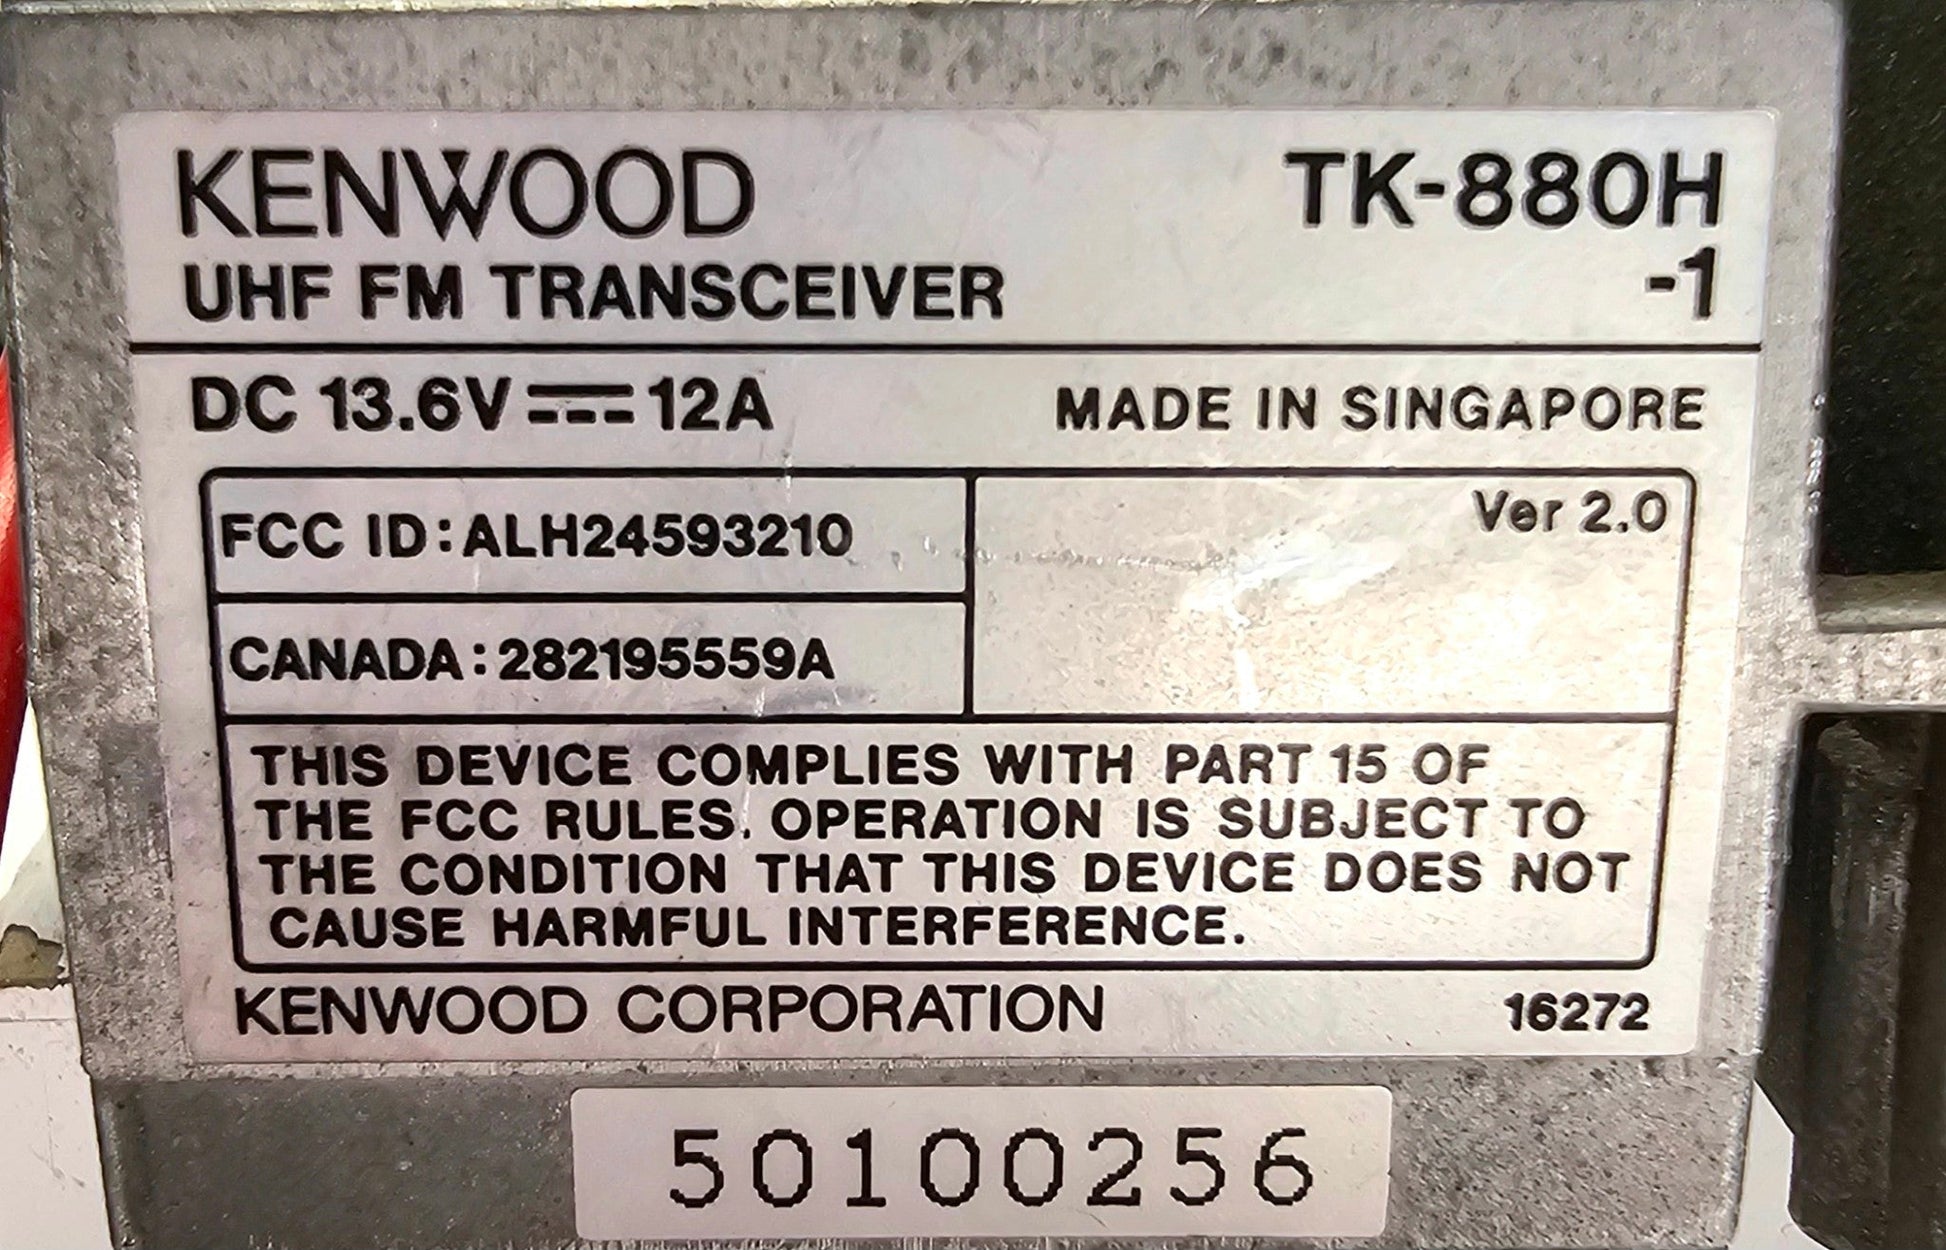 KENWOOD TK-880H
UHF FM TRANSCEIVER -1
DC 13.6V 12A MADE IN SINGAPORE
FCC ID:ALH24593210 Ver 2.0
CANADA:282195559A
THIS DEVICE COMPLIES WITH PART 15 OF
THE FCC RULES. OPERATION IS SUBJECT TO
THE CONDITION THAT THIS DEVICE DOES NOT
CAUSE HARMFUL INTERFERENCE.
KENWOOD CORPORATION 16272
50100256